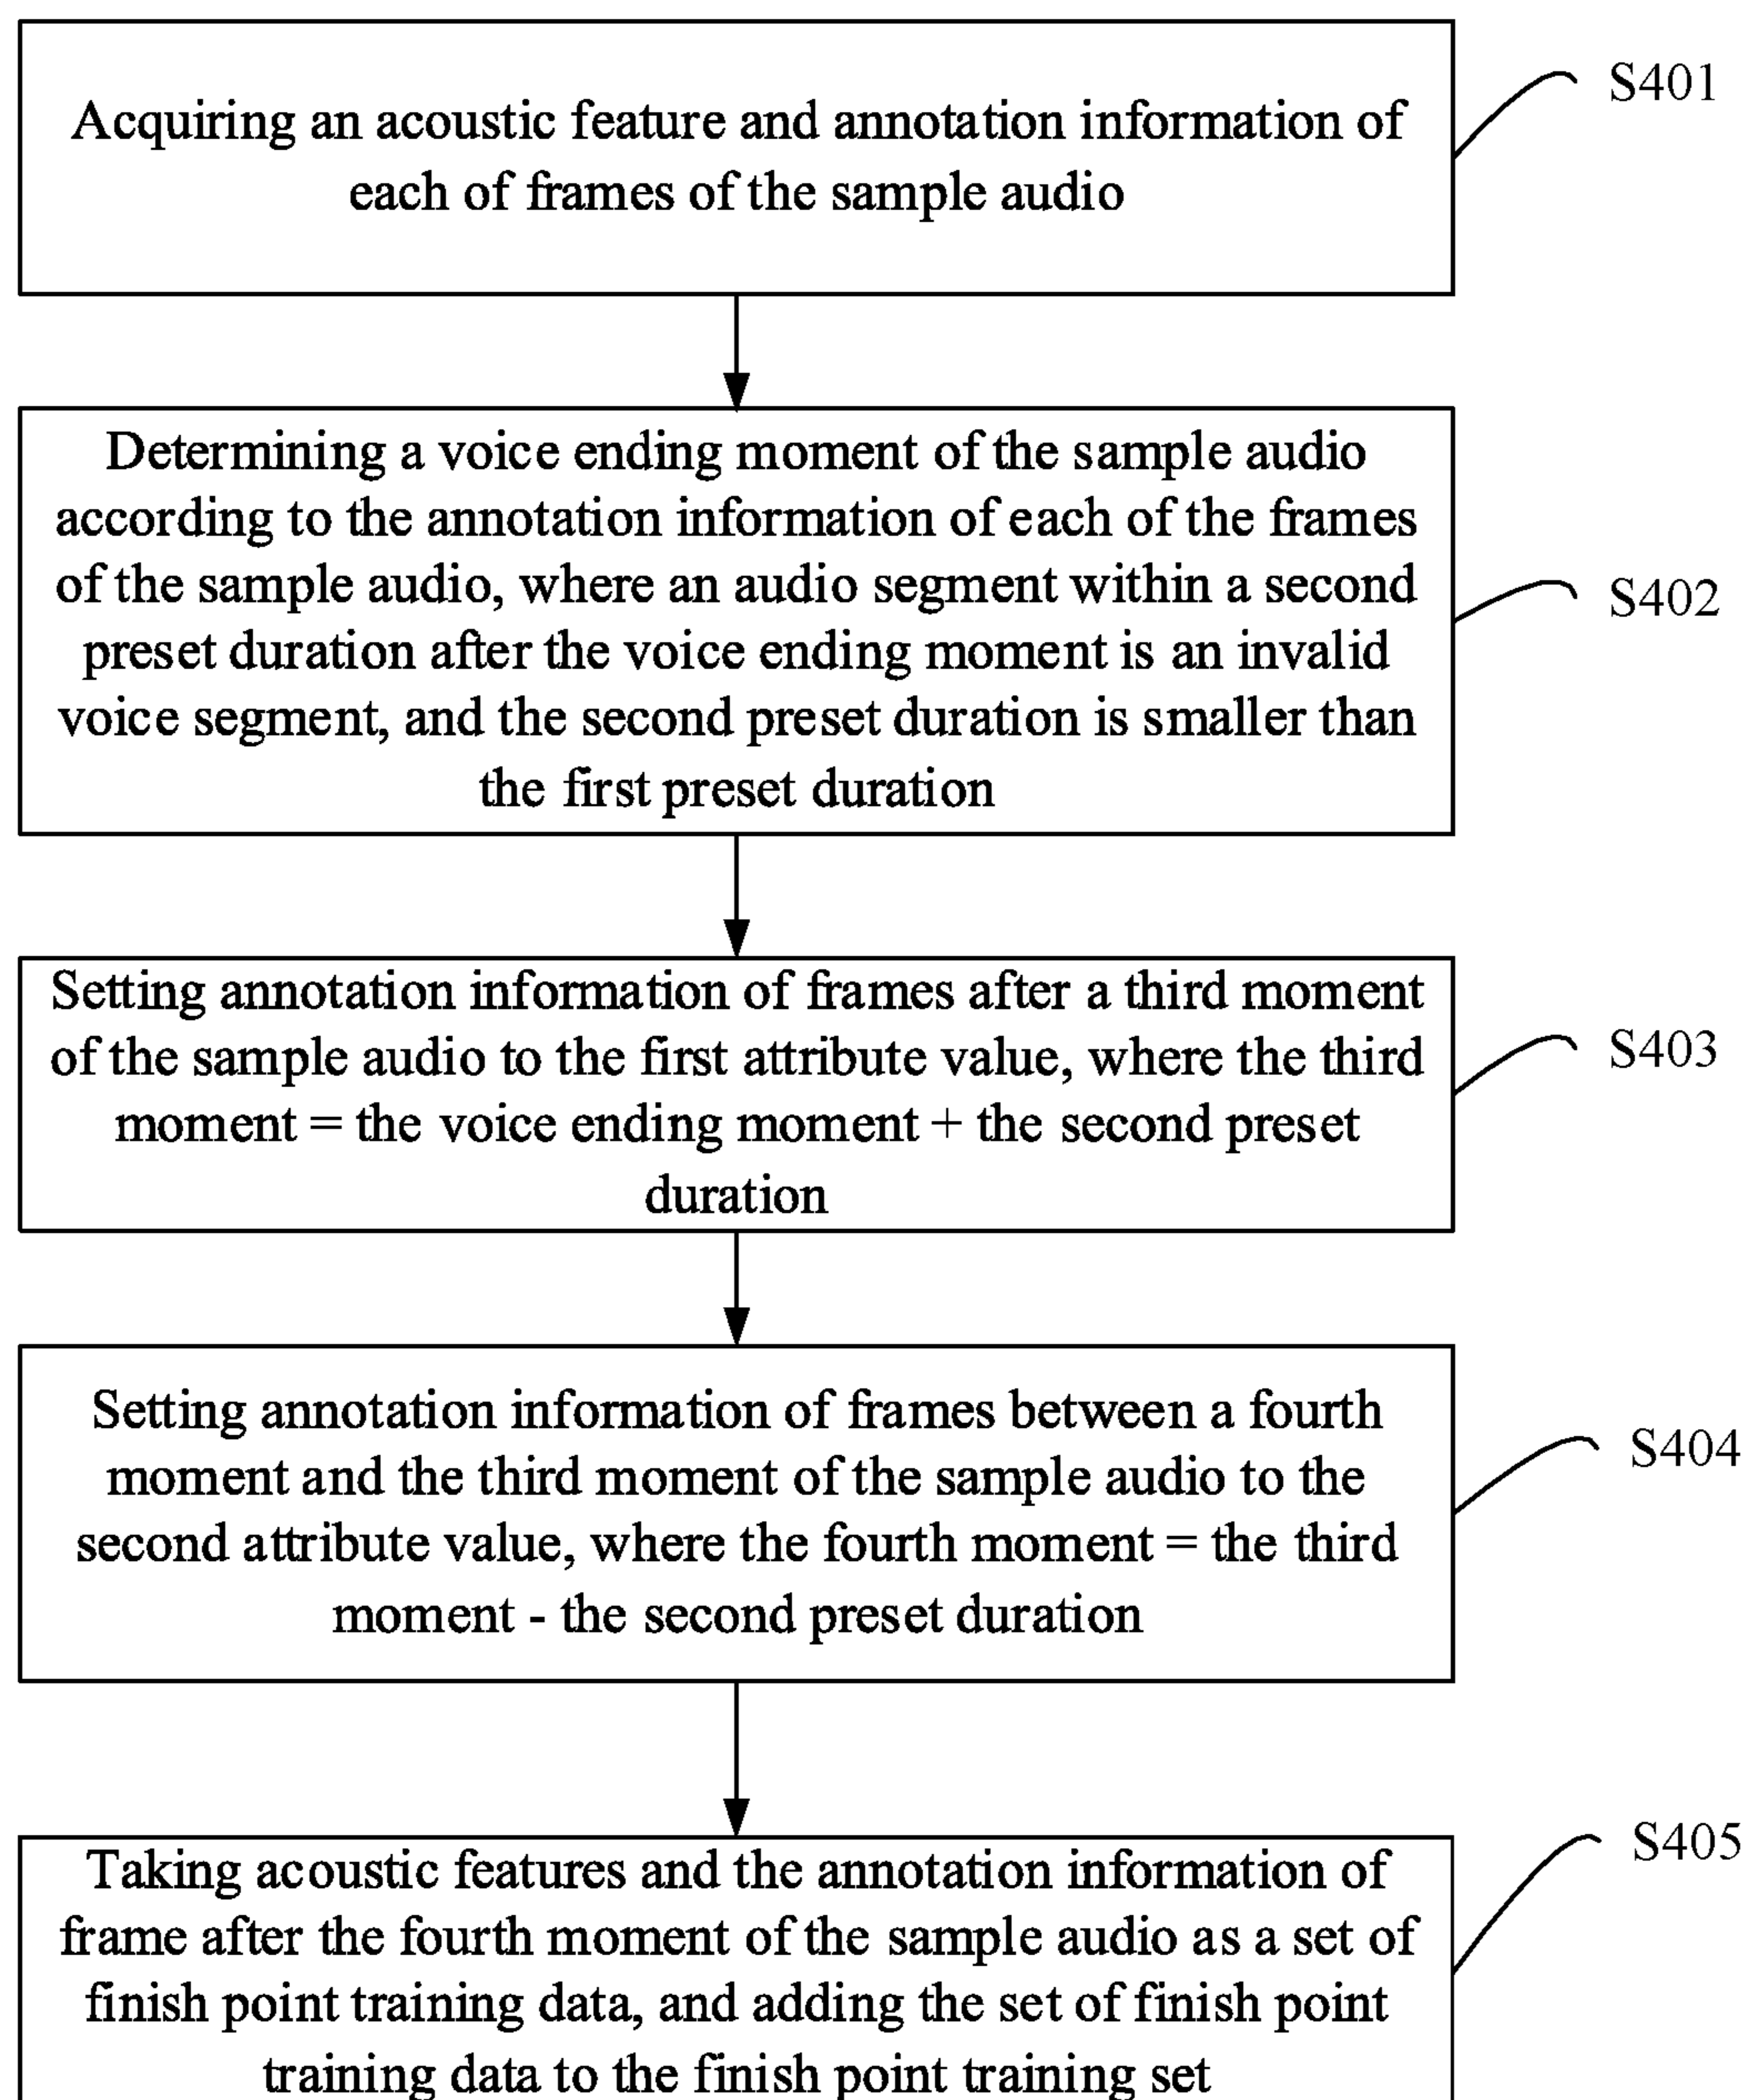 Acquiring an acoustic feature and annotation information of
each of frames of the sample audio
S401
Determining a voice ending moment of the sample audio
according to the annotation information of each of the frames
of the sample audio, where an audio segment within a second
preset duration after the voice ending moment is an invalid
voice segment, and the second preset duration is smaller than
the first preset duration
S402
Setting annotation information of frames after a third moment
of the sample audio to the first attribute value, where the third
moment = the voice ending moment + the second preset
duration
S403
Setting annotation information of frames between a fourth
moment and the third moment of the sample audio to the
second attribute value, where the fourth moment = the third
moment - the second preset duration
S404
Taking acoustic features and the annotation information of
frame after the fourth moment of the sample audio as a set of
finish point training data, and adding the set of finish point
training data to the finish point training set
S405